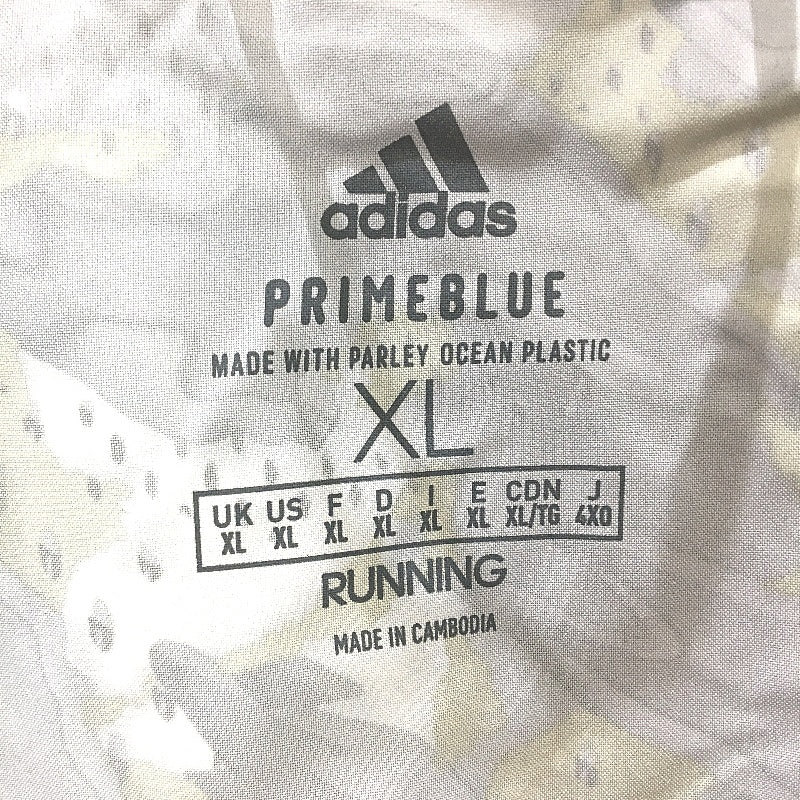 adidas
PRIMEBLUE
MADE WITH PARLEY OCEAN PLASTIC
XL
UK US F D I E CDN J
XL XL XL XL XL XL XL/TG 4XO
RUNNING
MADE IN CAMBODIA